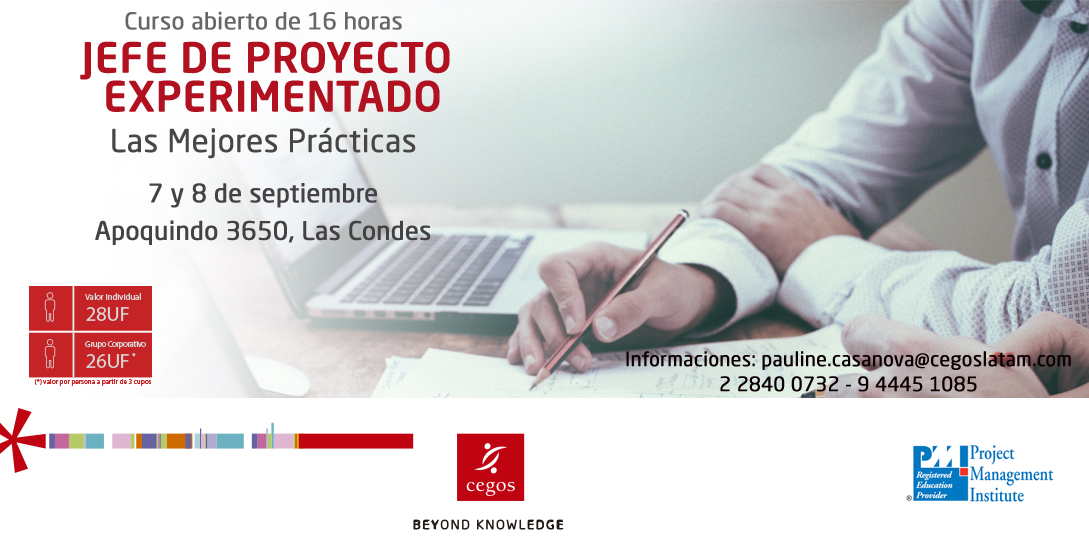 Curso abierto de 16 horas
JEFE DE PROYECTO
EXPERIMENTADO
Las Mejores Prácticas
7 y 8 de septiembre
Apoquindo 3650, Las Condes
Valor Individual
28UF
Grupo Corporativo
26UF*
(*) valor por persona a partir de 3 cupos
Informaciones: pauline.casanova@cegoslatam.com
2 2840 0732 - 9 4445 1085
cegos
BEYOND KNOWLEDGE
PMI
Registered
Education
Provider
®
Project
Management
Institute